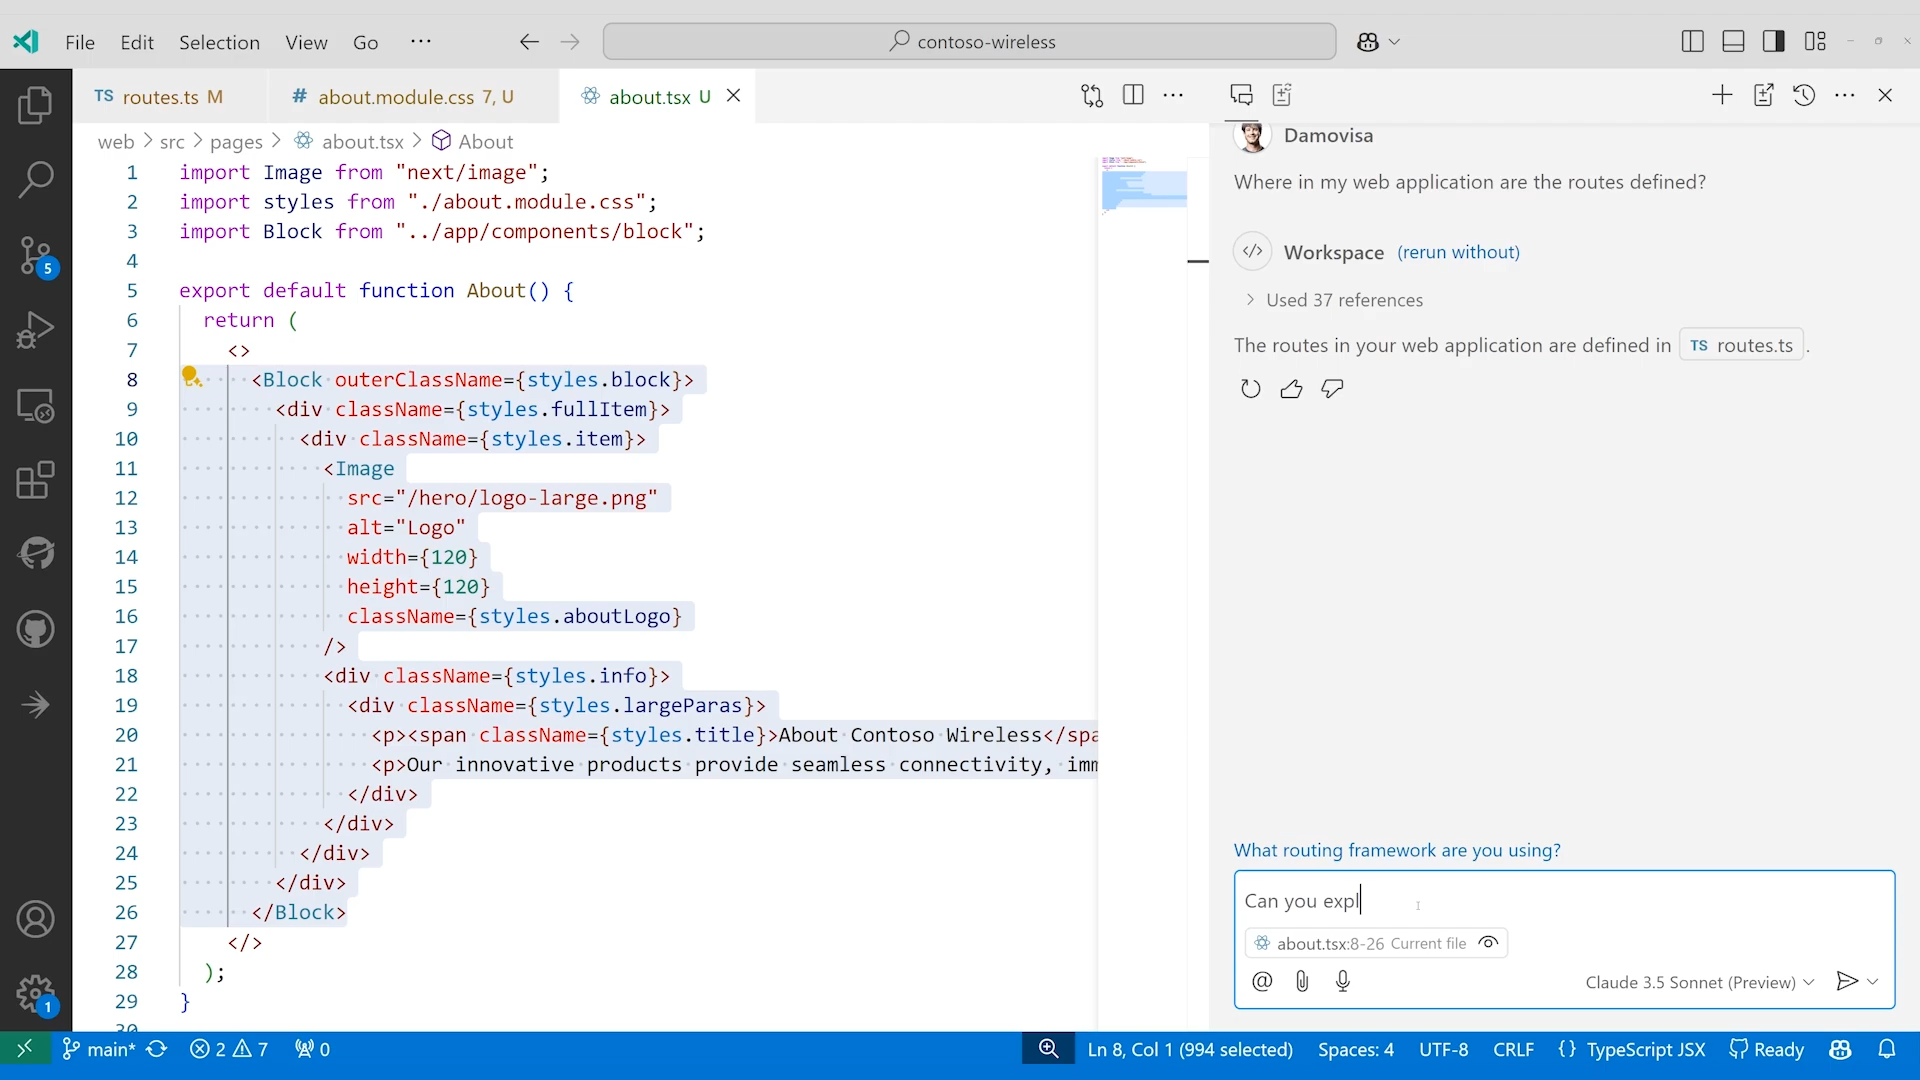 File Edit Selection View Go ···
contoso-wireless
TS routes.ts M
# about.module.css 7, U
about.tsx U
web > src > pages > about.tsx > About
1 import Image from "next/image";
2 import styles from "./about.module.css";
3 import Block from "../app/components/block";
4
5 export default function About() {
6 return (
7 <>
8 <Block outerClassName={styles.block}>
9 <div className={styles.fullItem}>
10 <div className={styles.item}>
11 <Image
12 src="/hero/logo-large.png"
13 alt="Logo"
14 width={120}
15 height={120}
16 className={styles.aboutLogo}
17 />
18 <div className={styles.info}>
19 <div className={styles.largeParas}>
20 <p><span className={styles.title}>About Contoso Wireless</spa
21 <p>Our innovative products provide seamless connectivity, imm
22 </div>
23 </div>
24 </div>
25 </div>
26 </Block>
27 </>
28 );
29 }
30
5
1
Damovisa
Where in my web application are the routes defined?
Workspace (rerun without)
> Used 37 references
The routes in your web application are defined in TS routes.ts .
What routing framework are you using?
Can you expl
about.tsx:8-26 Current file
@ Claude 3.5 Sonnet (Preview)
main* 2 7 0
Ln 8, Col 1 (994 selected) Spaces: 4 UTF-8 CRLF {} TypeScript JSX Ready